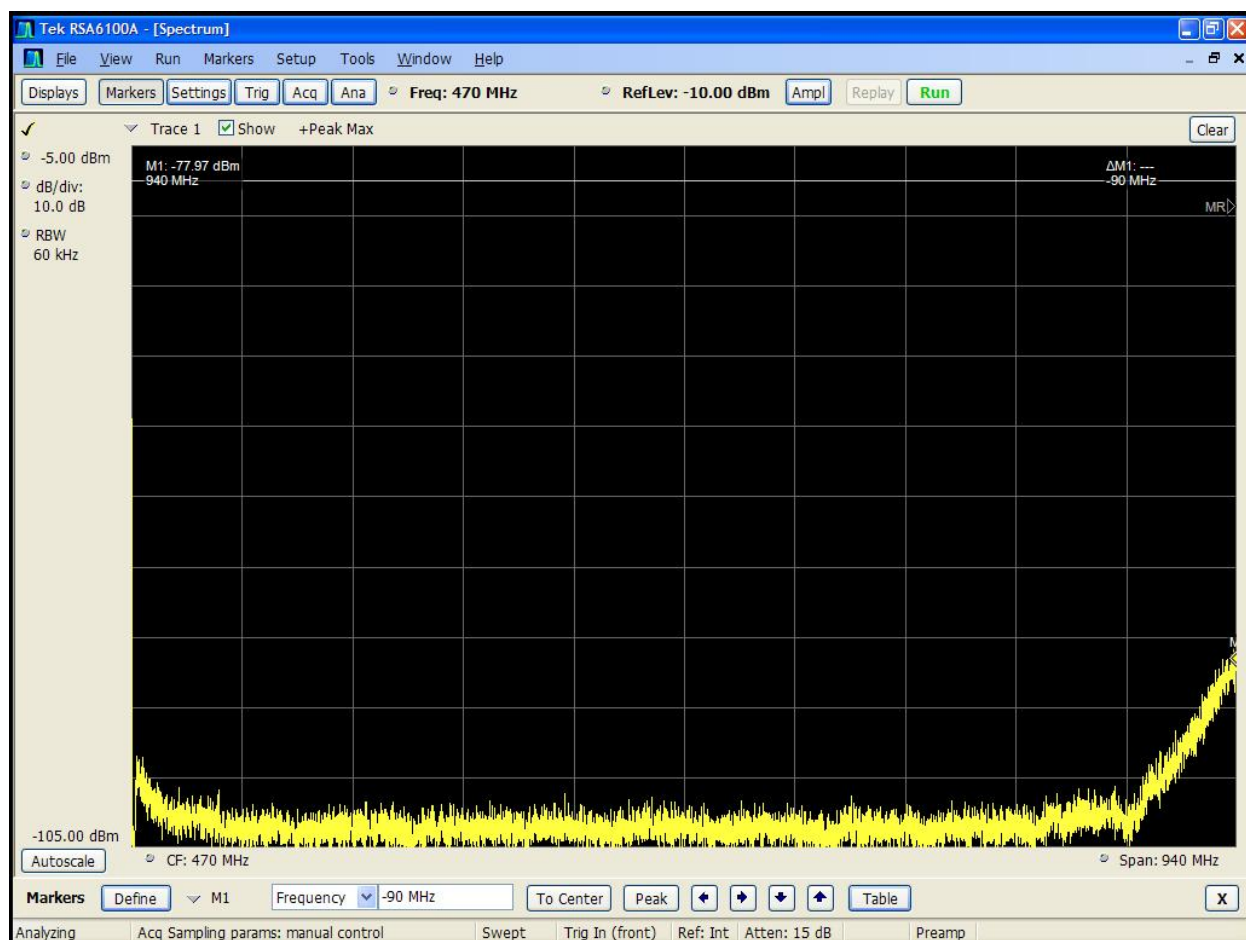 Tek RSA6100A - [Spectrum]
File View Run Markers Setup Tools Window Help
Displays Markers Settings Trig Acq Ana Freq: 470 MHz RefLev: -10.00 dBm Ampl Replay Run
Trace 1 Show +Peak Max Clear
-5.00 dBm
dB/div:
10.0 dB
RBW
60 kHz
M1: -77.97 dBm
940 MHz
ΔM1: ---
-90 MHz
MR
M
-105.00 dBm
Autoscale CF: 470 MHz Span: 940 MHz
Markers Define M1 Frequency -90 MHz To Center Peak Table X
Analyzing Acq Sampling params: manual control Swept Trig In (front) Ref: Int Atten: 15 dB Preamp